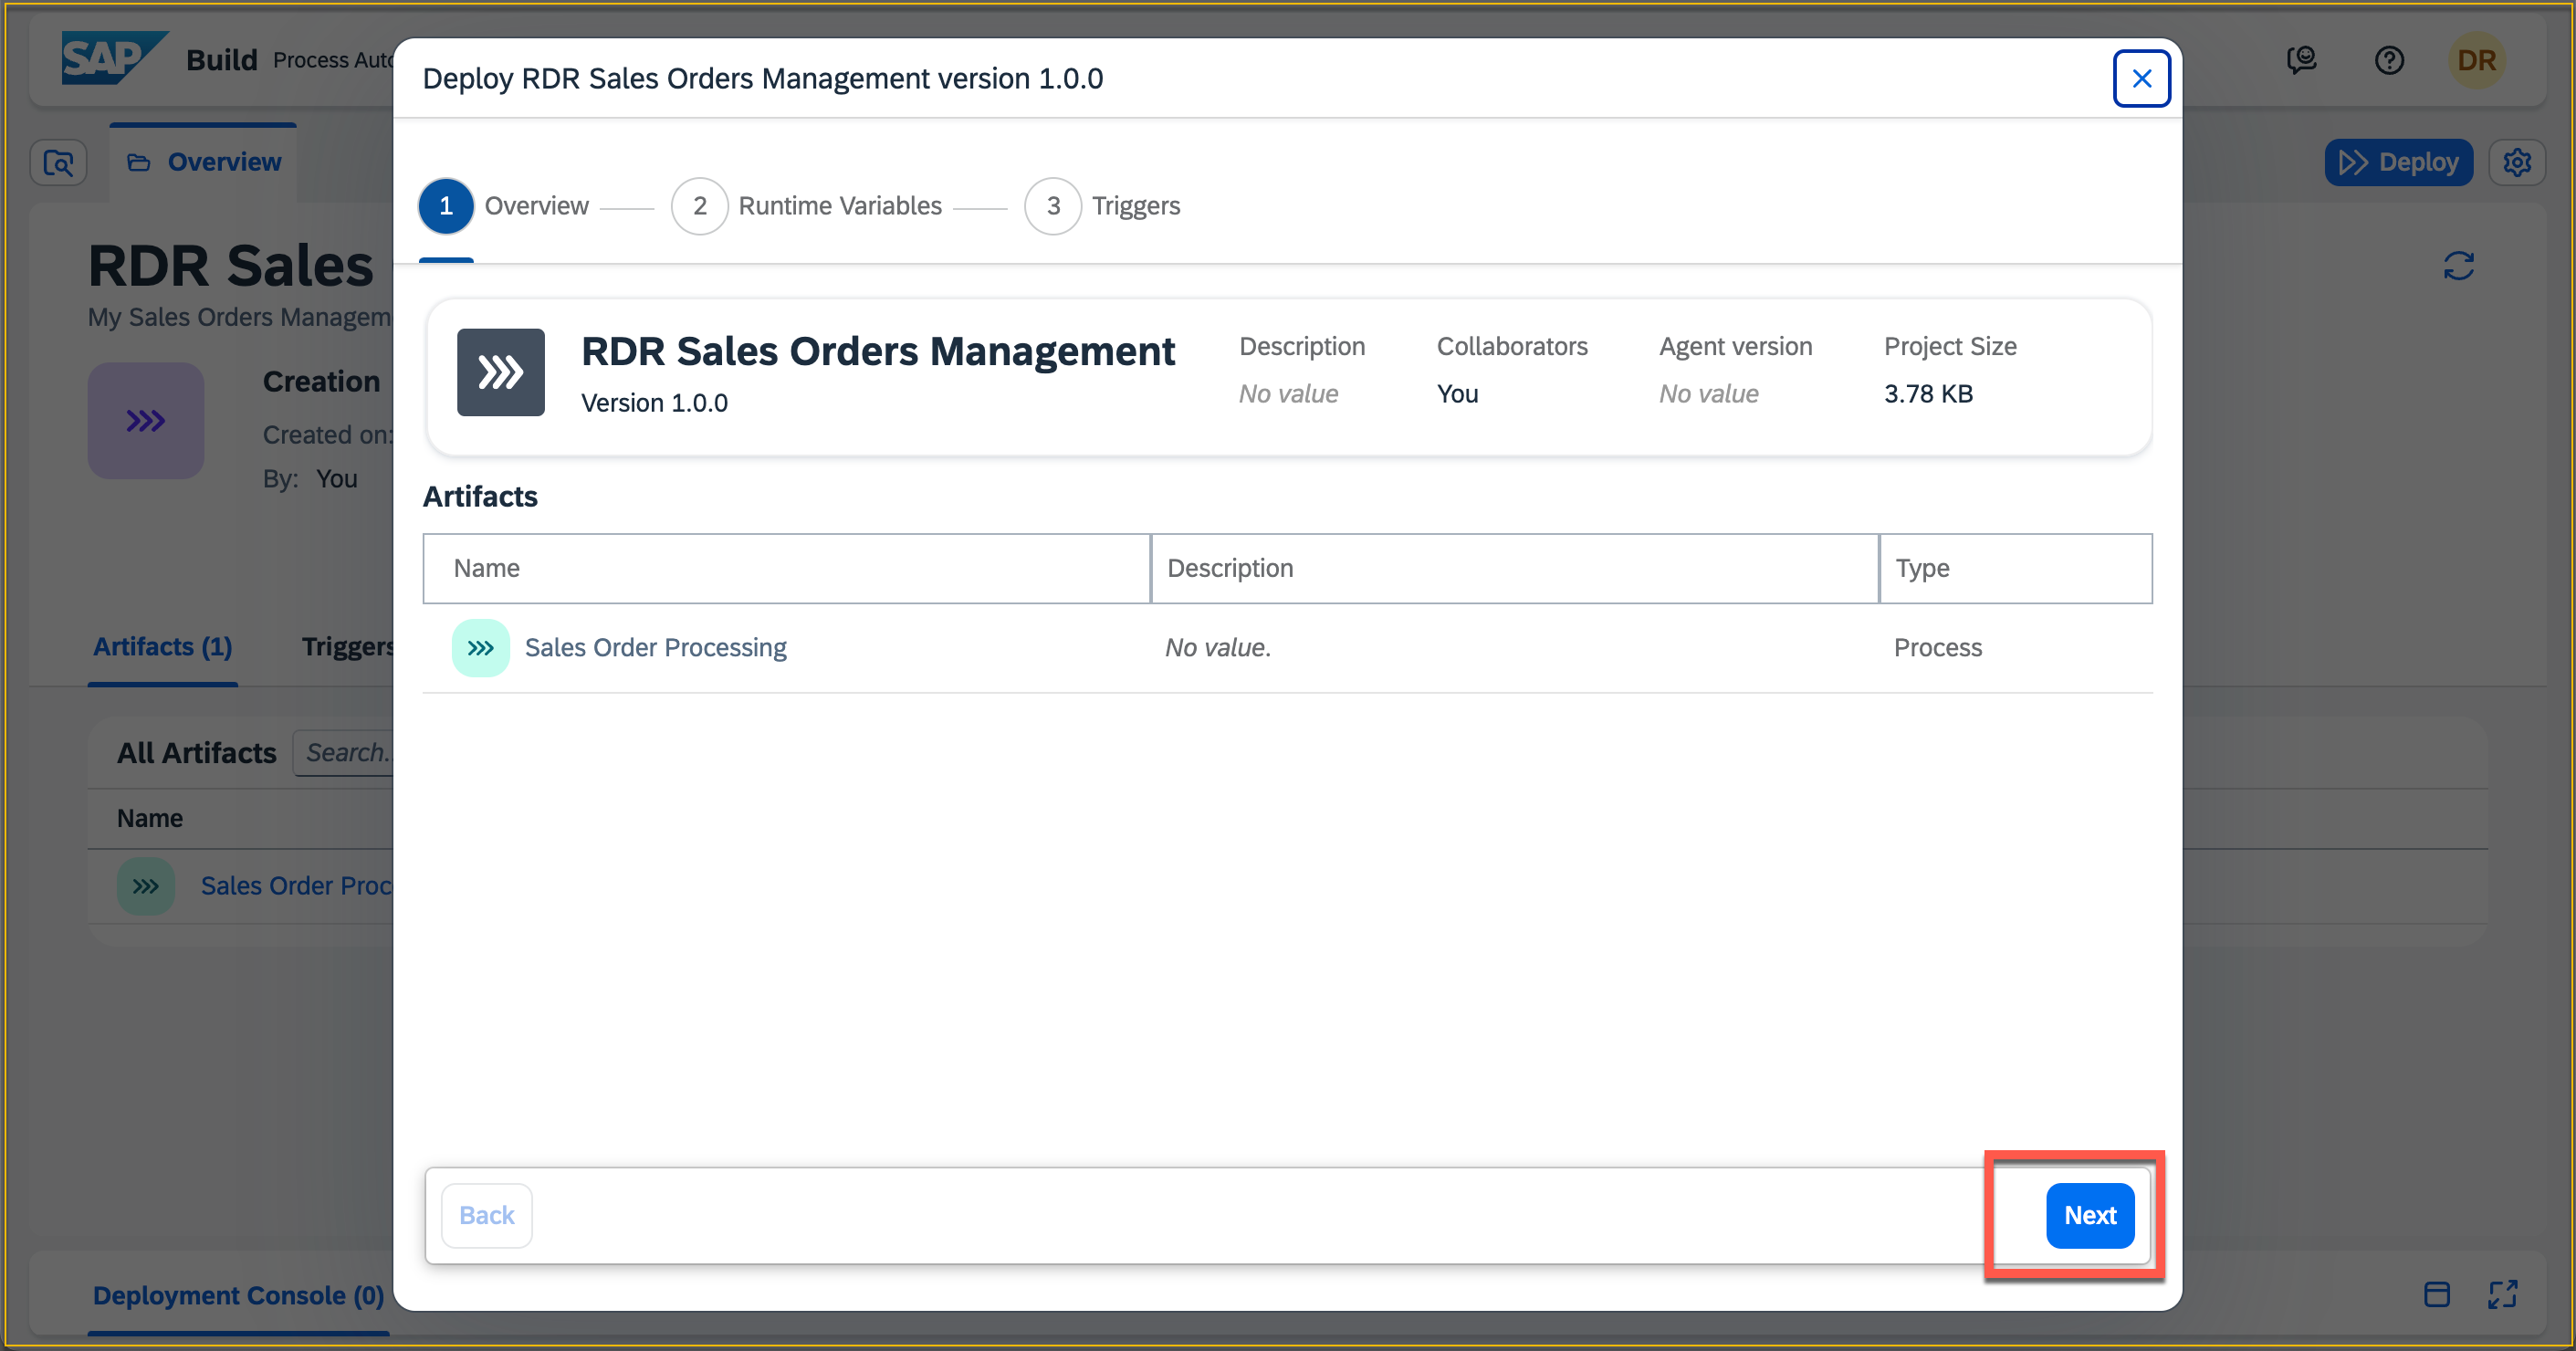 SAP Build Process Auto
DR
Deploy RDR Sales Orders Management version 1.0.0
Overview
Deploy
1 Overview 2 Runtime Variables 3 Triggers
RDR Sales
My Sales Orders Managem
RDR Sales Orders Management
Version 1.0.0
Description Collaborators Agent version Project Size
No value You No value 3.78 KB
Creation
Created on:
By: You
Artifacts
Name Description Type
Sales Order Processing No value. Process
Artifacts (1) Triggers
All Artifacts Search..
Name
Sales Order Proc
Back Next
Deployment Console (0)